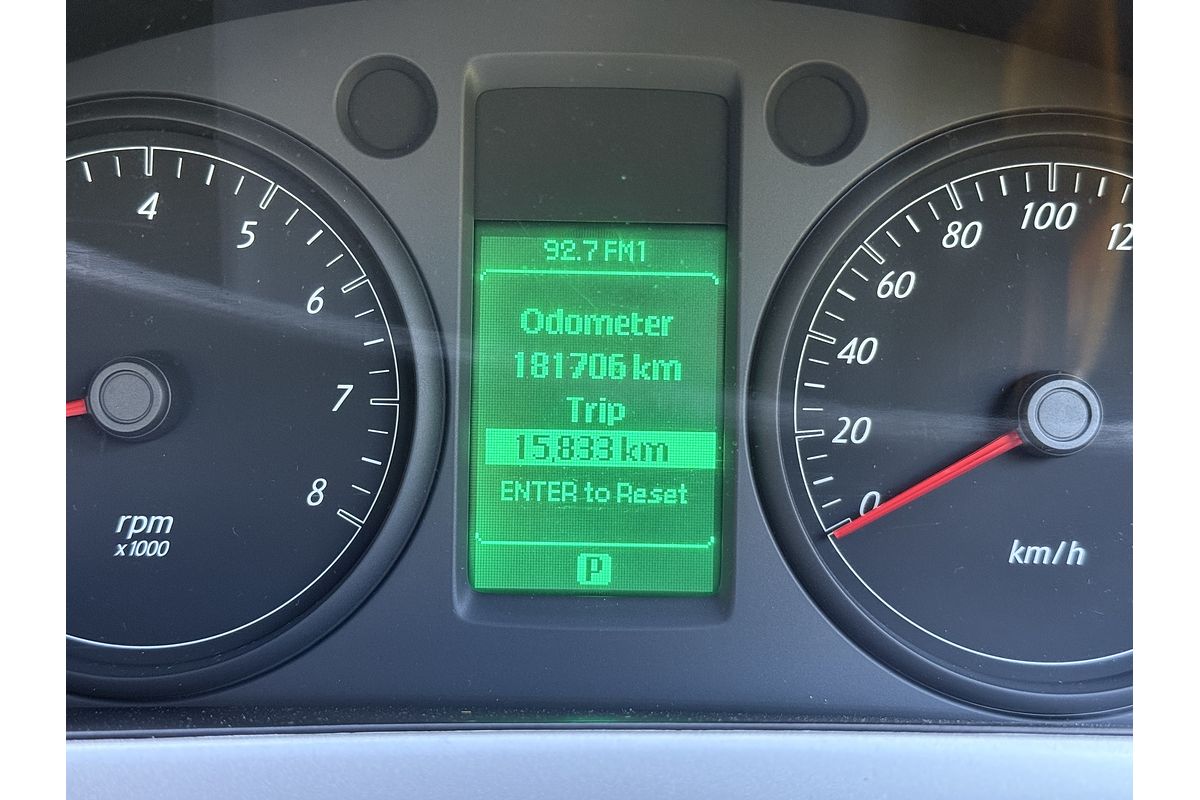 4
5
6
7
8
rpm
x1000
92.7 FM1
Odometer
181706 km
Trip
15,833 km
ENTER to Reset
P
0
20
40
60
80
100
km/h